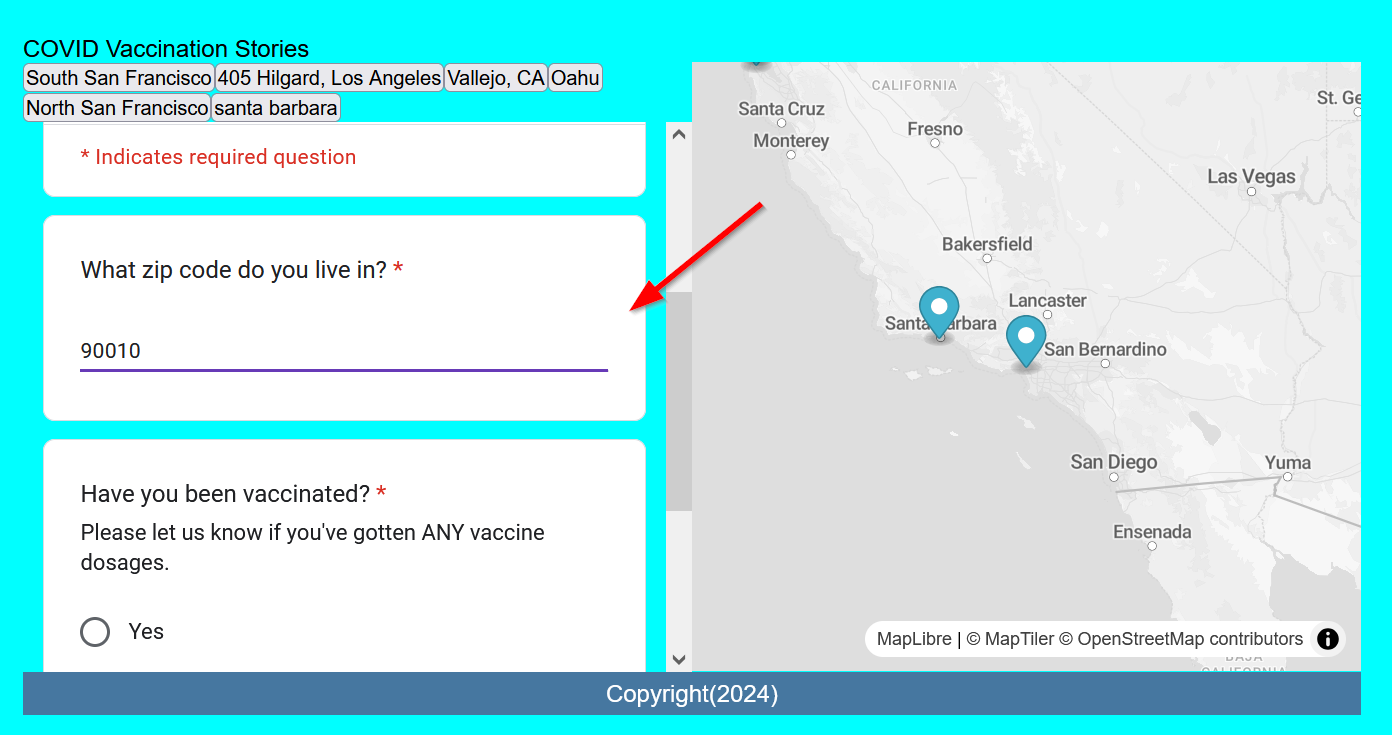 COVID Vaccination Stories
South San Francisco 405 Hilgard, Los Angeles Vallejo, CA Oahu
North San Francisco santa barbara
* Indicates required question
What zip code do you live in? *
90010
Have you been vaccinated? *
Please let us know if you've gotten ANY vaccine
dosages.
Yes
CALIFORNIA
Santa Cruz
St. Ge
Fresno
Monterey
Las Vegas
Bakersfield
Lancaster
Santa Barbara
San Bernardino
San Diego
Yuma
Ensenada
MapLibre | © MapTiler © OpenStreetMap contributors
BAJA
CALIFORNIA
Copyright(2024)